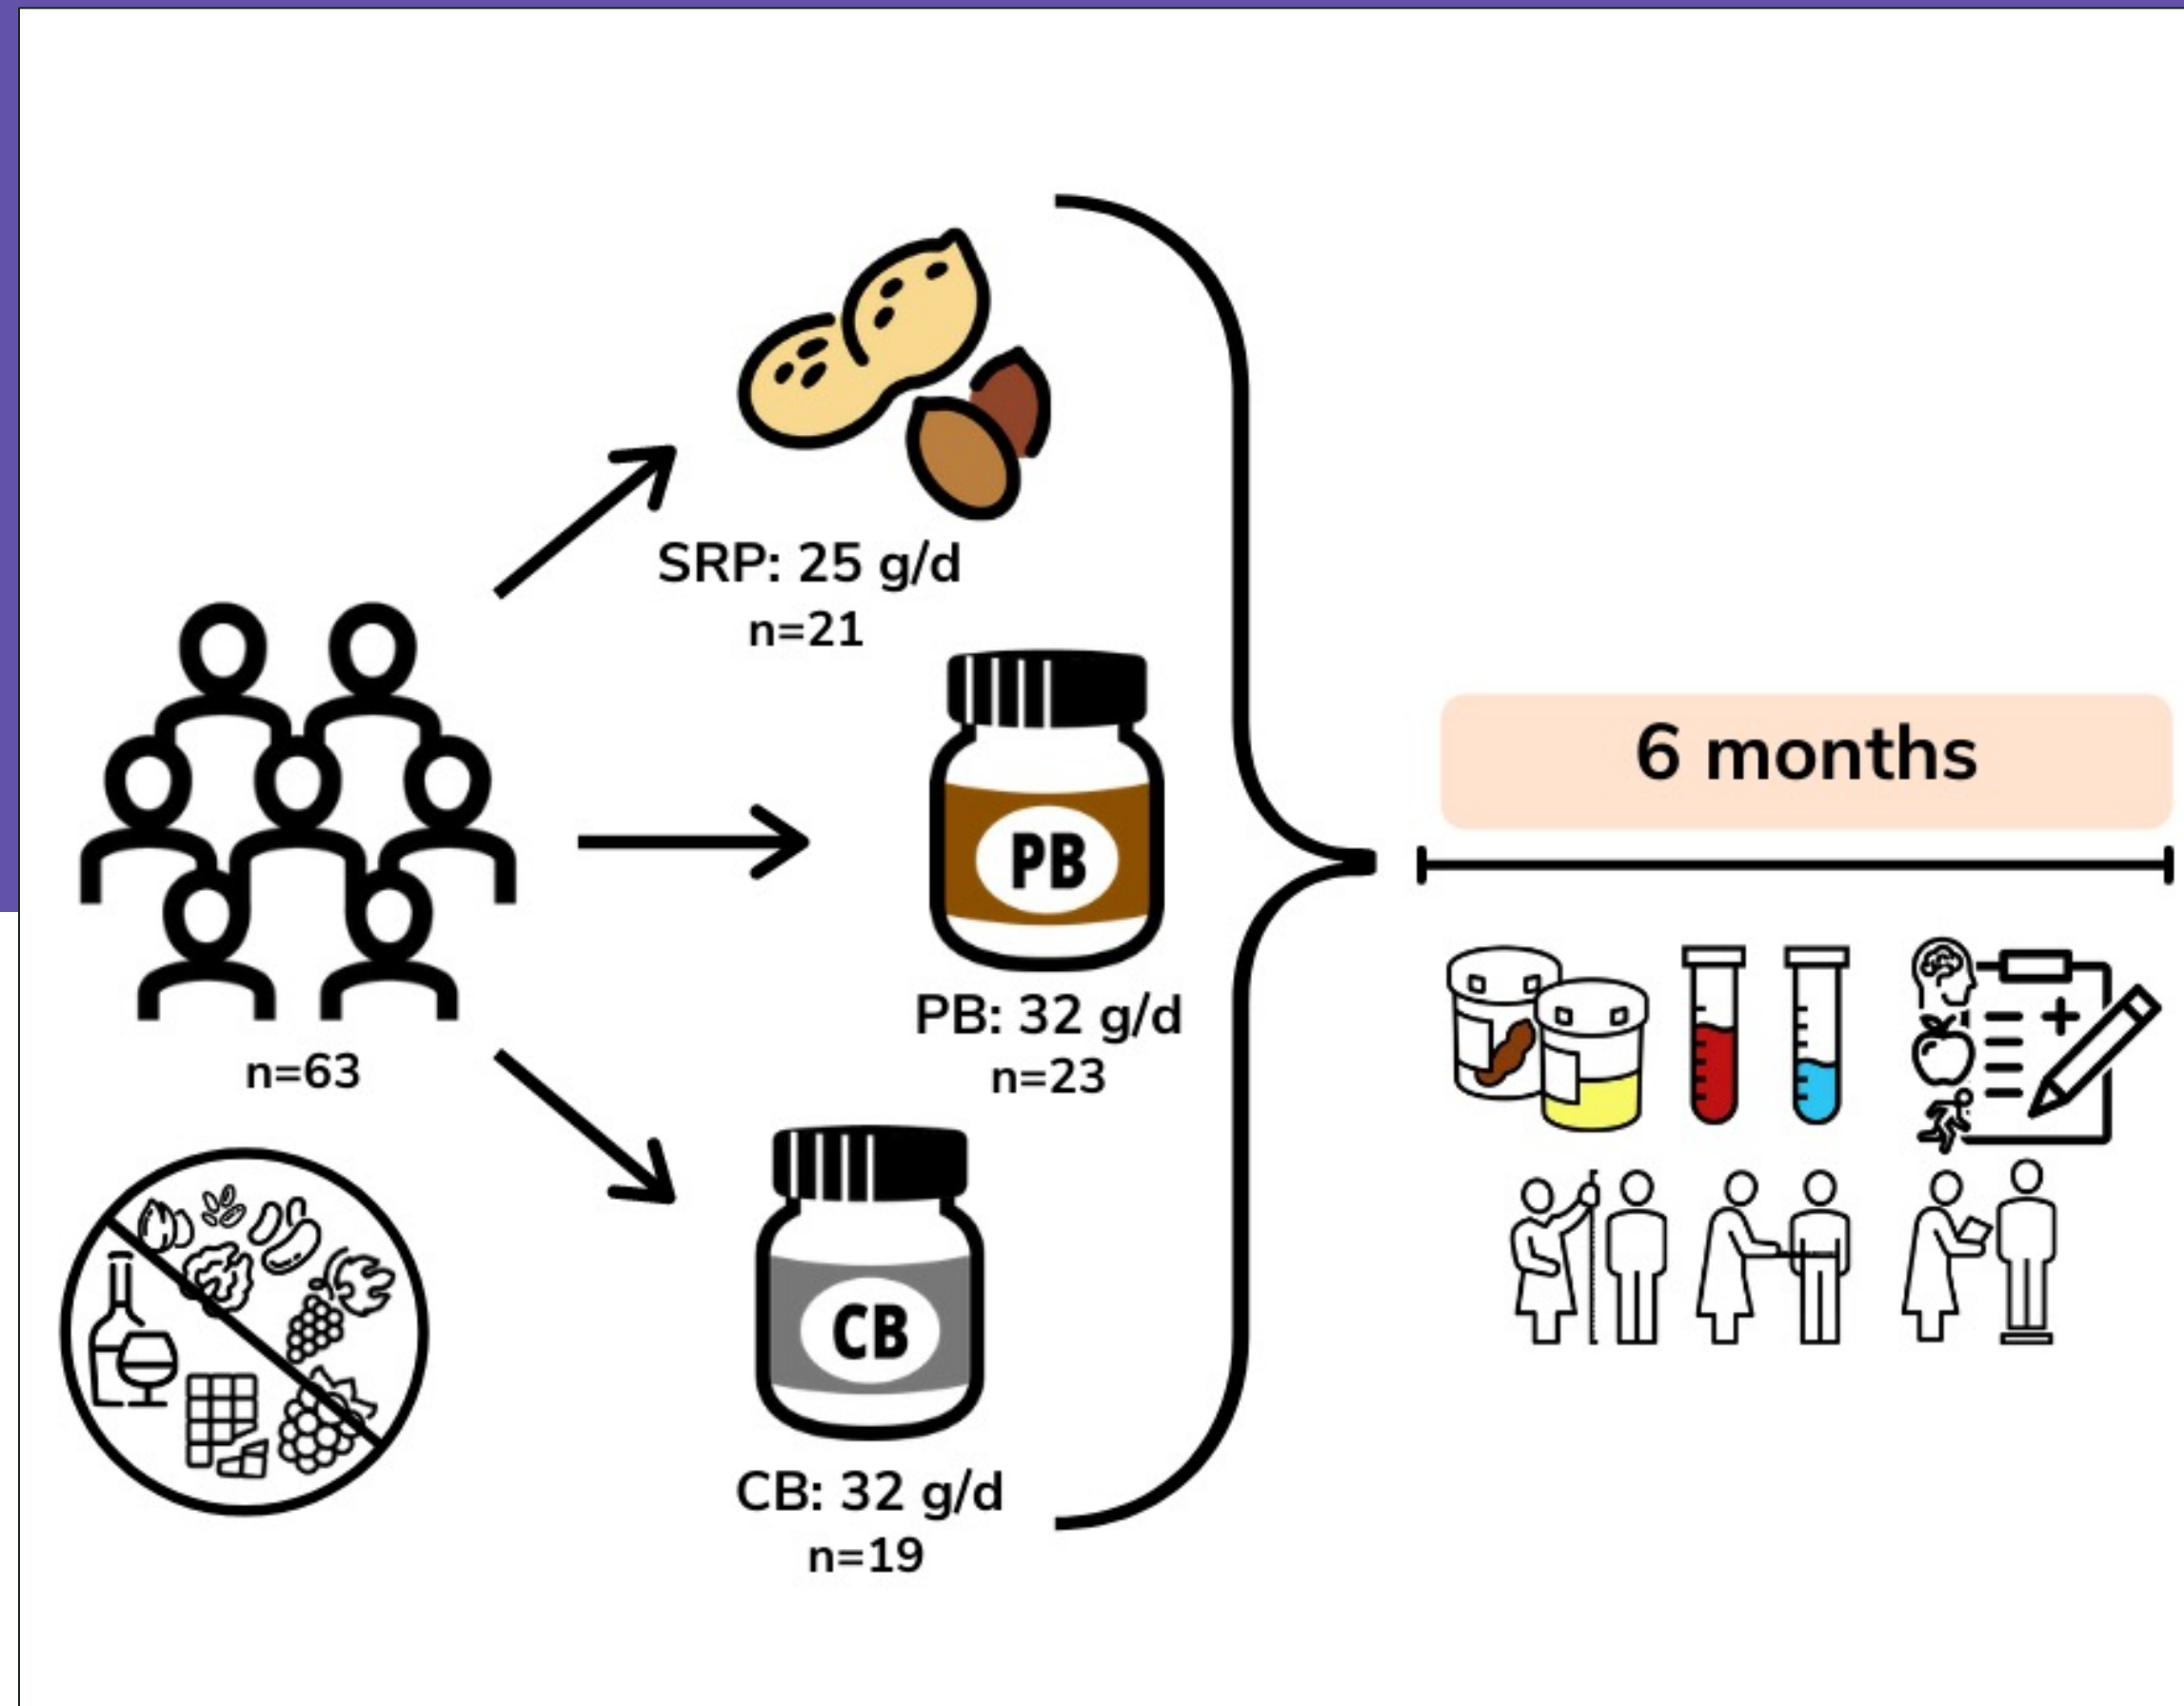 SRP: 25 g/d
n=21
PB
PB: 32 g/d
n=23
n=63
CB
CB: 32 g/d
n=19
6 months